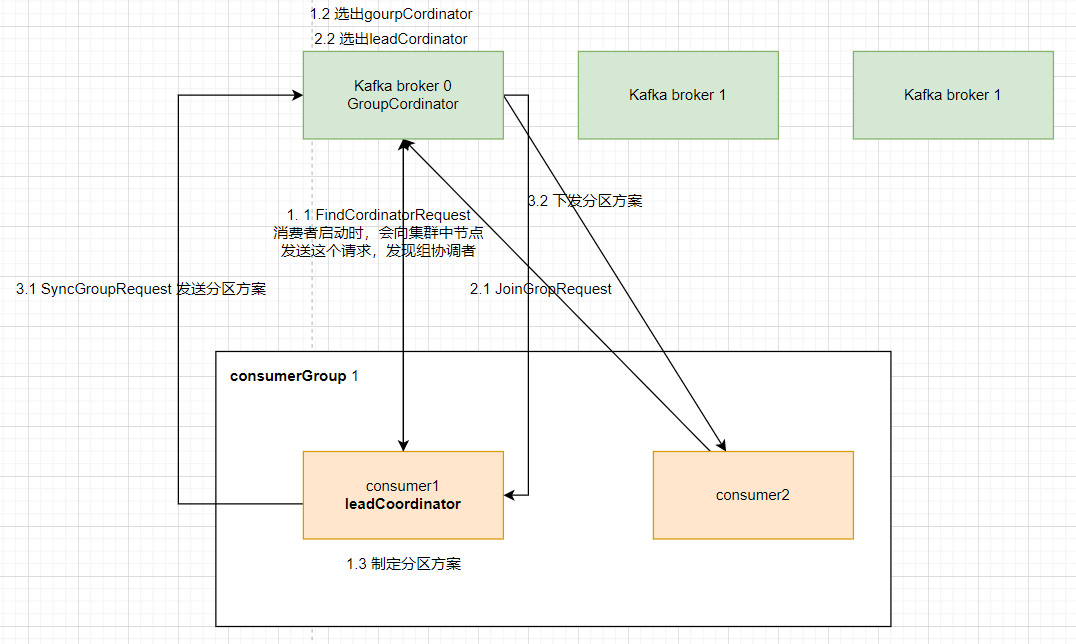 1.2 选出gourpCordinator
2.2 选出leadCordinator
Kafka broker 0
GroupCordinator
Kafka broker 1
Kafka broker 1
3.2 下发分区方案
1. 1 FindCordinatorRequest
消费者启动时，会向集群中节点
发送这个请求，发现组协调者
3.1 SyncGroupRequest 发送分区方案
2.1 JoinGropRequest
consumerGroup 1
consumer1
leadCoordinator
consumer2
1.3 制定分区方案